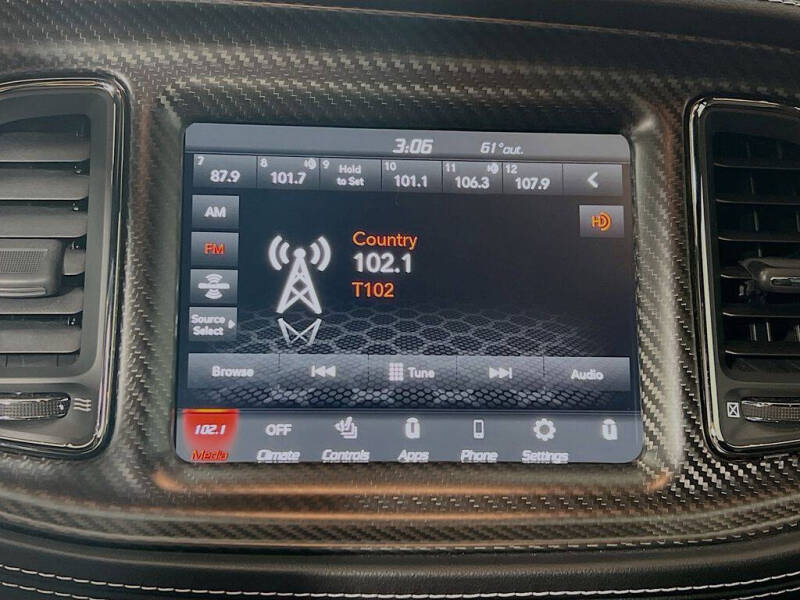 3:06 61°out.
7 8 9 Hold 10 11 12
87.9 101.7 to Set 101.1 106.3 107.9
AM
HD
FM
Country
102.1
T102
Source
Select
Browse Tune Audio
102.1 OFF
Media Climate Controls Apps Phone Settings